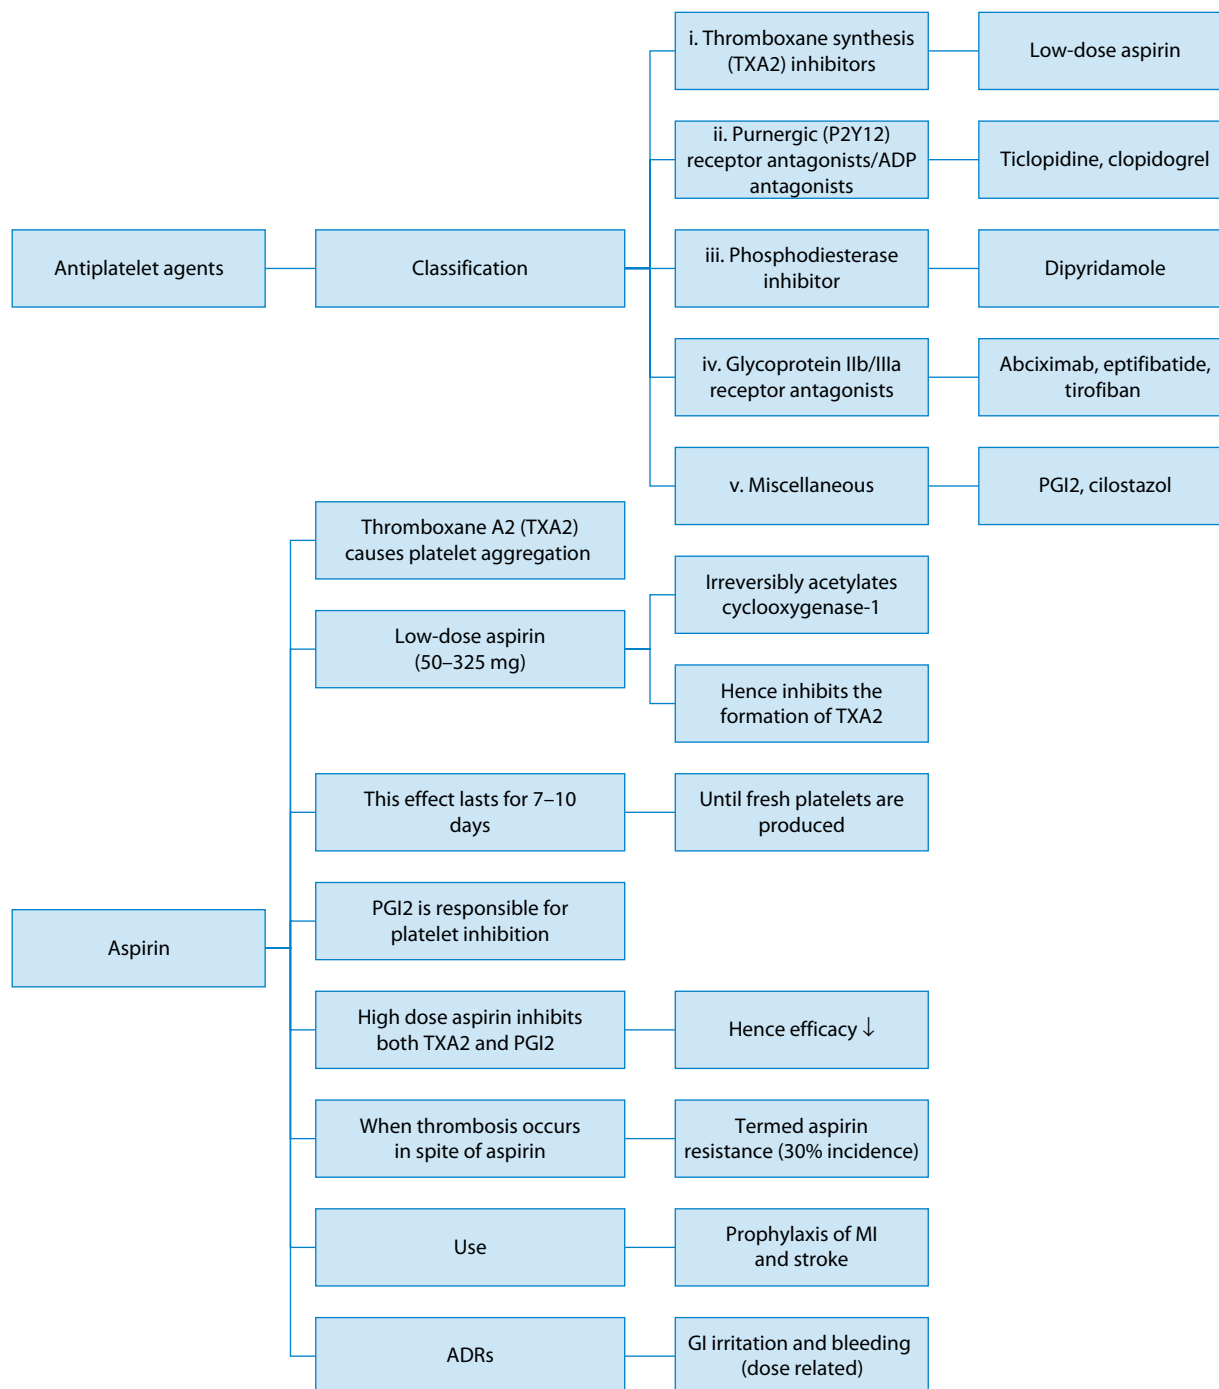 Antiplatelet agents
Classification
i. Thromboxane synthesis
(TXA2) inhibitors
Low-dose aspirin
ii. Purnergic (P2Y12)
receptor antagonists/ADP
antagonists
Ticlopidine, clopidogrel
iii. Phosphodiesterase
inhibitor
Dipyridamole
iv. Glycoprotein IIb/IIIa
receptor antagonists
Abciximab, eptifibatide,
tirofiban
v. Miscellaneous
PGI2, cilostazol
Aspirin
Thromboxane A2 (TXA2)
causes platelet aggregation
Low-dose aspirin
(50–325 mg)
Irreversibly acetylates
cyclooxygenase-1
Hence inhibits the
formation of TXA2
This effect lasts for 7–10
days
Until fresh platelets are
produced
PGI2 is responsible for
platelet inhibition
High dose aspirin inhibits
both TXA2 and PGI2
Hence efficacy ↓
When thrombosis occurs
in spite of aspirin
Termed aspirin
resistance (30% incidence)
Use
Prophylaxis of MI
and stroke
ADRs
GI irritation and bleeding
(dose related)